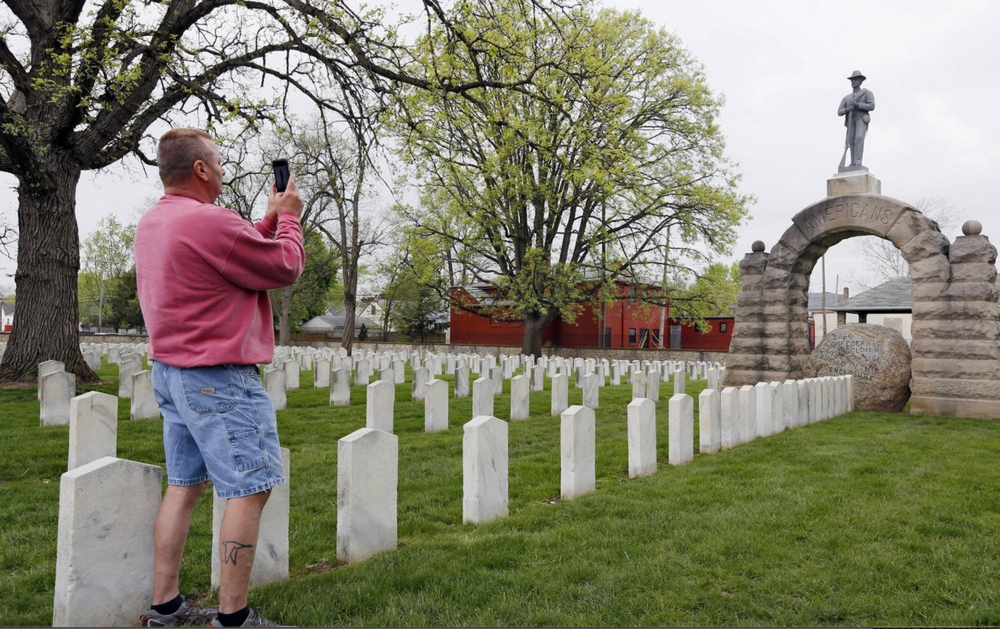 AMERICANS.
2260
CONFEDERATE
SOLDIERS
BURIED IN THIS
ENCLOSURE